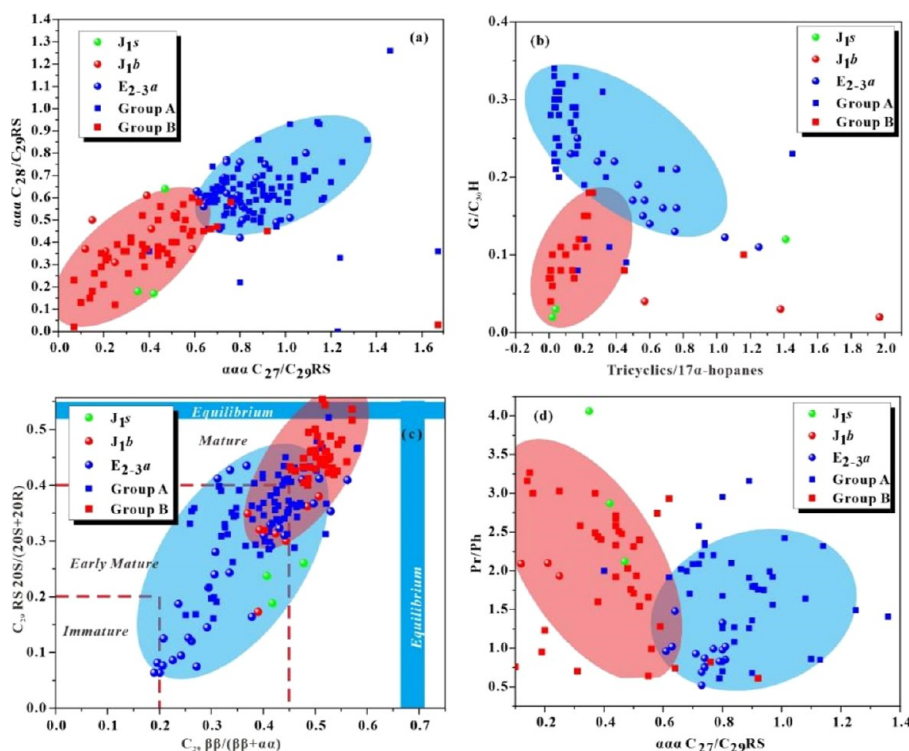 (a)
J₁s
J₁b
E₂₋₃a
Group A
Group B
ααα C₂₈/C₂₉RS
1.4
1.3
1.2
1.1
1.0
0.9
0.8
0.7
0.6
0.5
0.4
0.3
0.2
0.1
0.0
0.0 0.2 0.4 0.6 0.8 1.0 1.2 1.4 1.6
ααα C₂₇/C₂₉RS
(b)
J₁s
J₁b
E₂₋₃a
Group A
Group B
G/C₃₀H
0.4
0.3
0.2
0.1
0.0
-0.2 0.0 0.2 0.4 0.6 0.8 1.0 1.2 1.4 1.6 1.8 2.0
Tricyclics/17α-hopanes
Equilibrium
(c)
Mature
J₁s
J₁b
E₂₋₃a
Group A
Group B
Early Mature
Immature
Equilibrium
C₂₉ RS 20S/(20S+20R)
0.5
0.4
0.3
0.2
0.1
0.0
0.0 0.1 0.2 0.3 0.4 0.5 0.6 0.7
C₂₉ ββ/(ββ+αα)
(d)
J₁s
J₁b
E₂₋₃a
Group A
Group B
Pr/Ph
4.0
3.5
3.0
2.5
2.0
1.5
1.0
0.5
0.2 0.4 0.6 0.8 1.0 1.2 1.4
ααα C₂₇/C₂₉RS